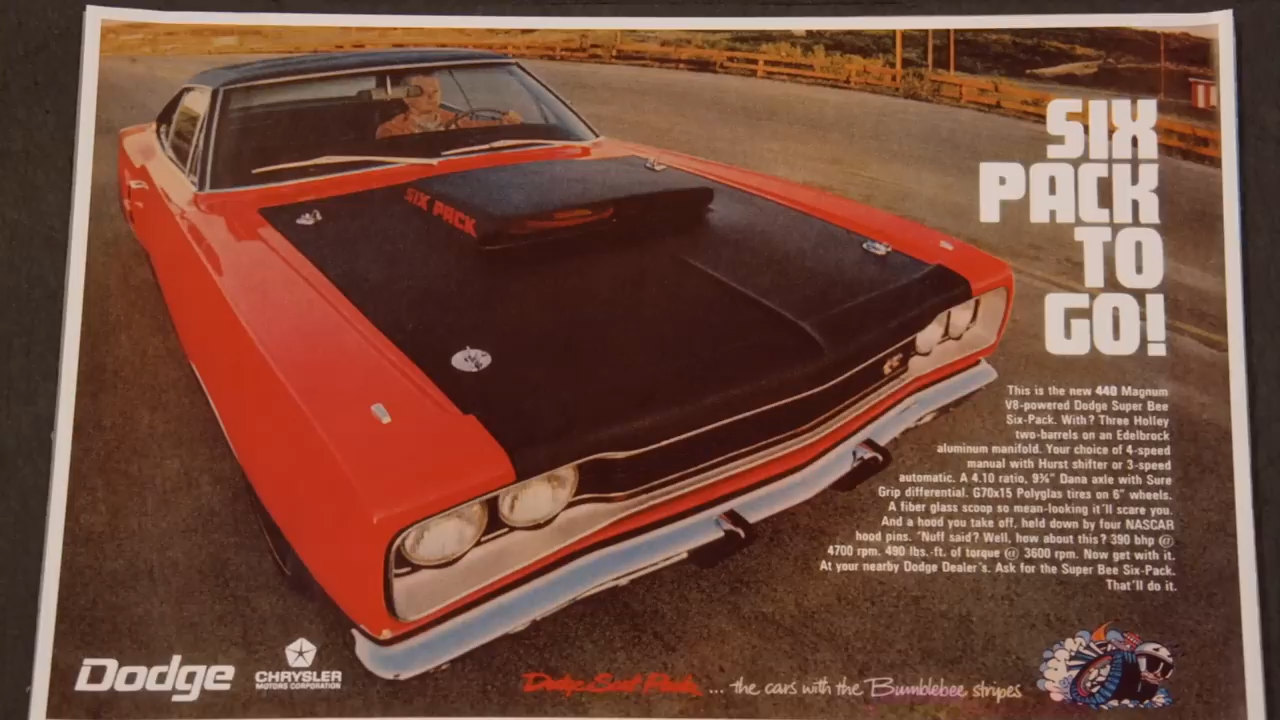 SIX PACK
SIX
PACK
TO
GO!
This is the new 440 Magnum
V8-powered Dodge Super Bee
Six-Pack. With? Three Holley
two-barrels on an Edelbrock
aluminum manifold. Your choice of 4-speed
manual with Hurst shifter or 3-speed
automatic. A 4.10 ratio, 9¾" Dana axle with Sure
Grip differential. G70x15 Polyglas tires on 6" wheels.
A fiber glass scoop so mean-looking it'll scare you.
And a hood you take off, held down by four NASCAR
hood pins. 'Nuff said? Well, how about this? 390 bhp @
4700 rpm. 490 lbs.-ft. of torque @ 3600 rpm. Now get with it.
At your nearby Dodge Dealer's. Ask for the Super Bee Six-Pack.
That'll do it.
Dodge
CHRYSLER
MOTORS CORPORATION
Dodge Scat Pack ... the cars with the Bumblebee stripes